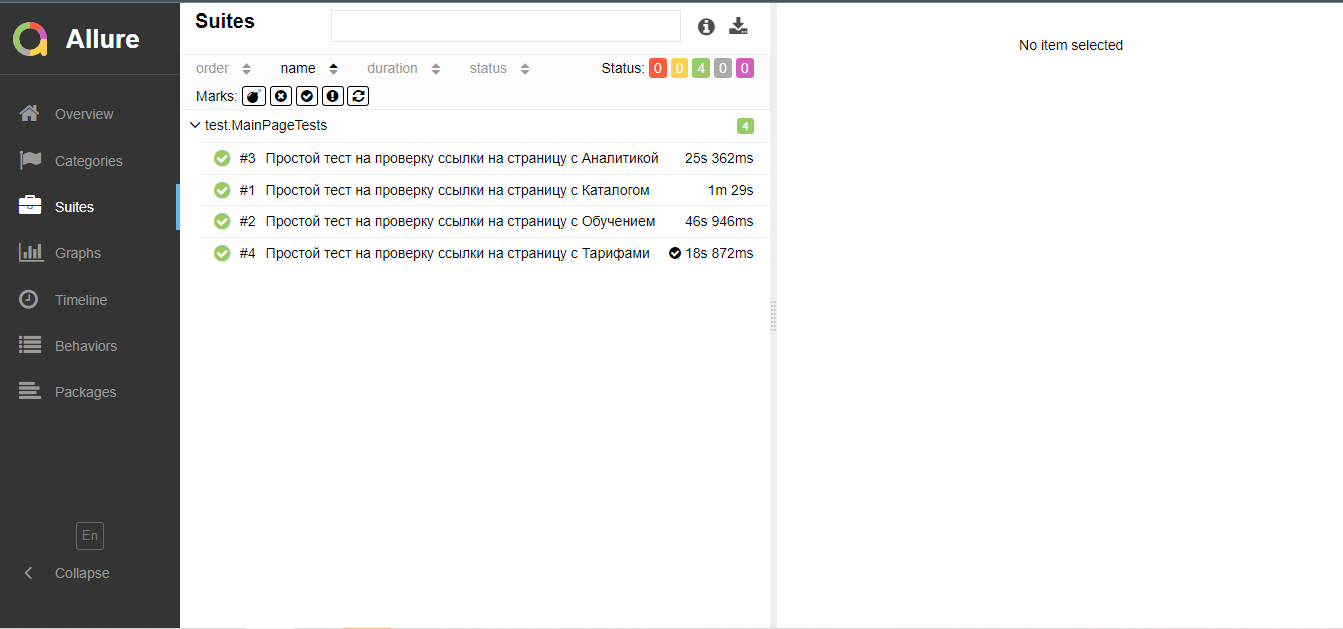 Allure
Overview
Categories
Suites
Graphs
Timeline
Behaviors
Packages
En
Collapse
Suites
order name duration status Status: 0 0 4 0 0
Marks:
test.MainPageTests 4
#3 Простой тест на проверку ссылки на страницу с Аналитикой 25s 362ms
#1 Простой тест на проверку ссылки на страницу с Каталогом 1m 29s
#2 Простой тест на проверку ссылки на страницу с Обучением 46s 946ms
#4 Простой тест на проверку ссылки на страницу с Тарифами 18s 872ms
No item selected